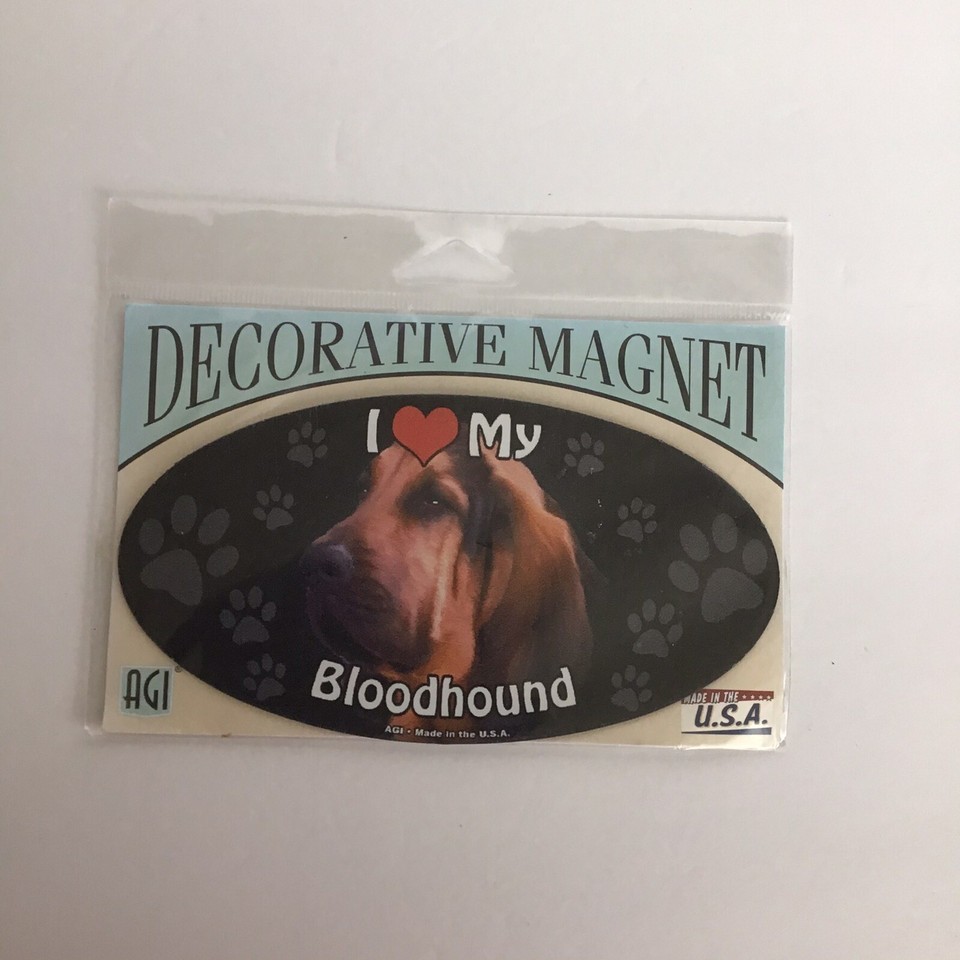 DECORATIVE MAGNET
I ❤ My
Bloodhound
AGI • Made in the U.S.A.
AGI®
MADE IN THE ★★★★
U.S.A.